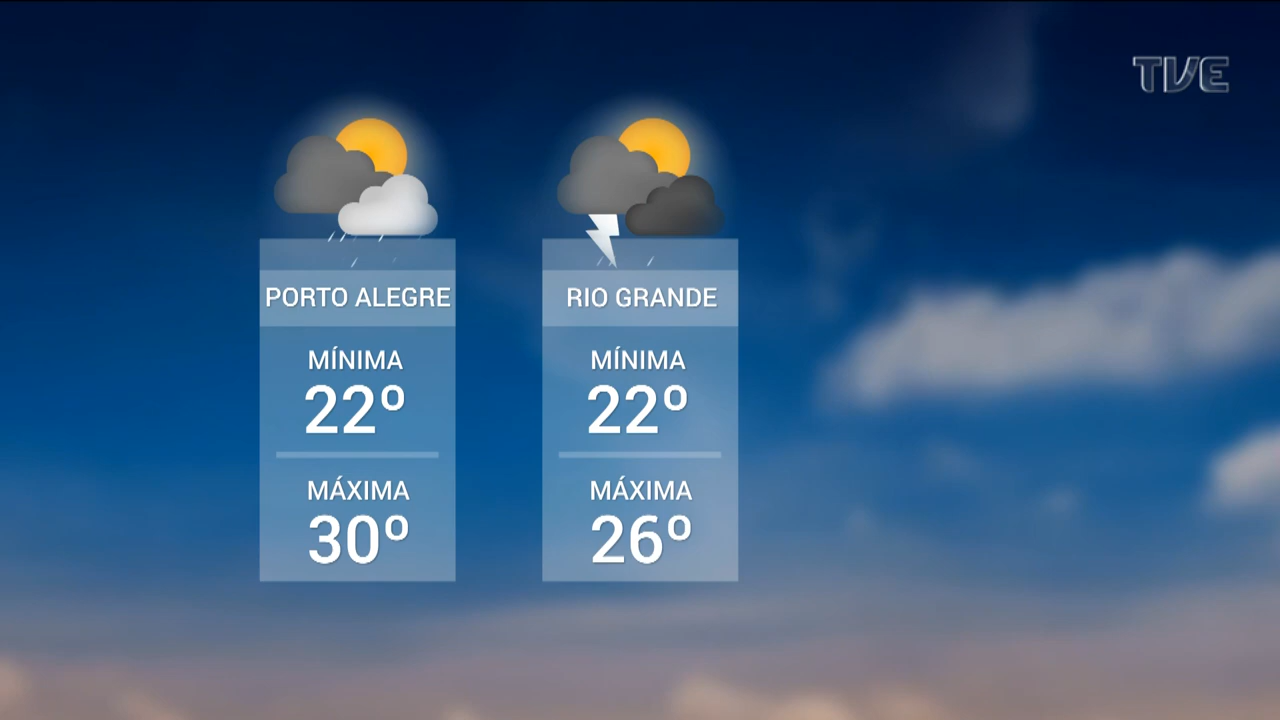 TVE
PORTO ALEGRE
MÍNIMA
22º
MÁXIMA
30º
RIO GRANDE
MÍNIMA
22º
MÁXIMA
26º